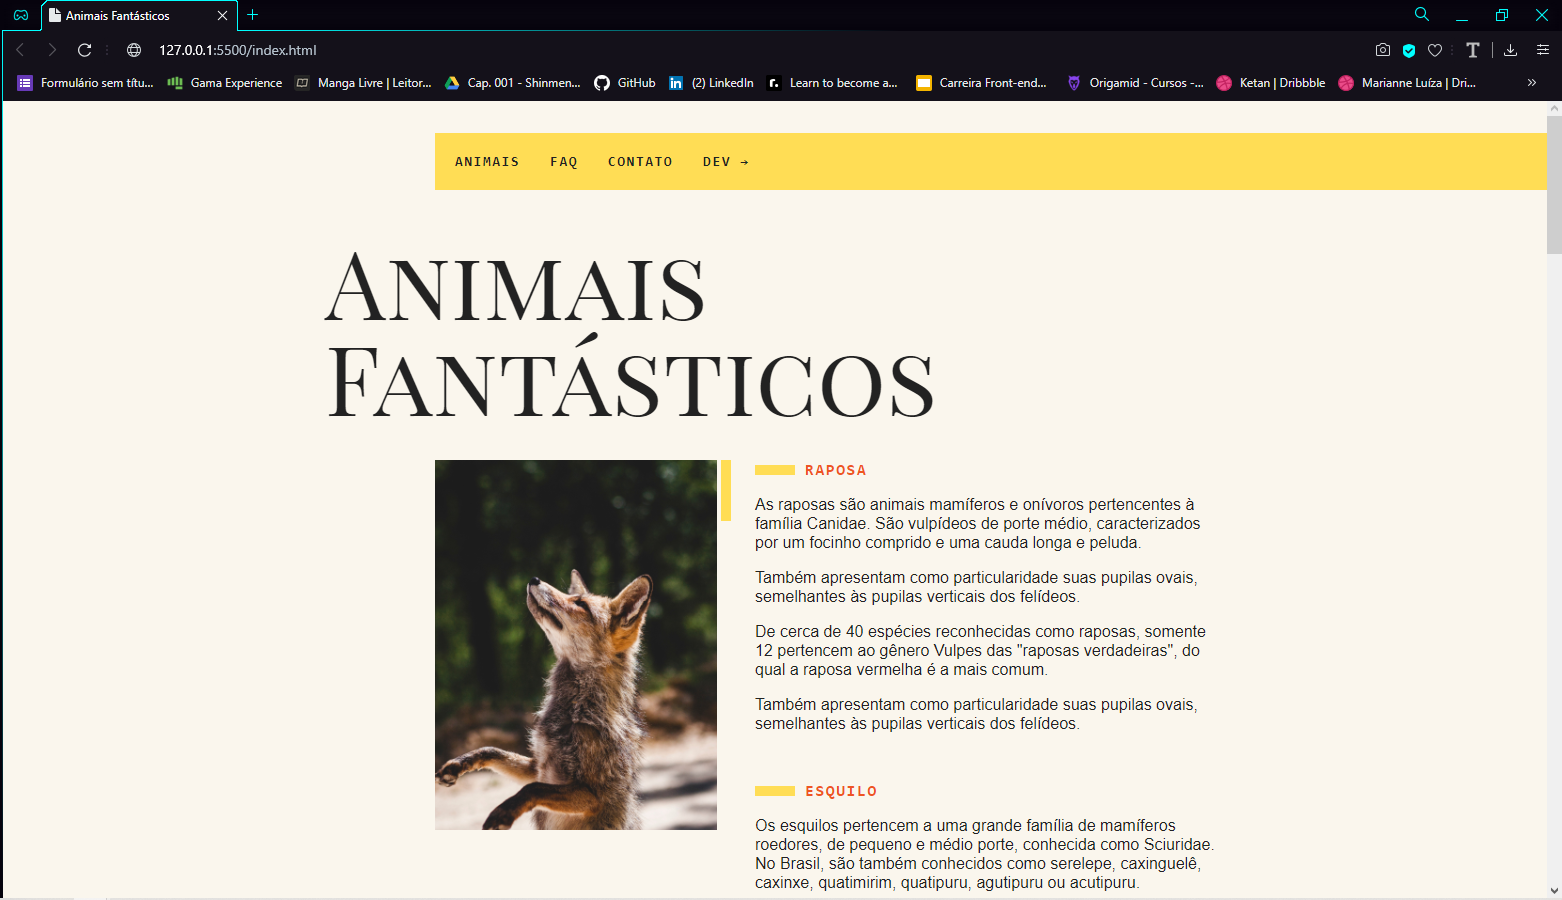 Animais Fantásticos
127.0.0.1:5500/index.html
Formulário sem títu... Gama Experience Manga Livre | Leitor... Cap. 001 - Shinmen... GitHub (2) LinkedIn Learn to become a... Carreira Front-end... Origamid - Cursos -... Ketan | Dribbble Marianne Luíza | Dri... »
ANIMAIS FAQ CONTATO DEV →
Animais
Fantásticos
RAPOSA
As raposas são animais mamíferos e onívoros pertencentes à
família Canidae. São vulpídeos de porte médio, caracterizados
por um focinho comprido e uma cauda longa e peluda.
Também apresentam como particularidade suas pupilas ovais,
semelhantes às pupilas verticais dos felídeos.
De cerca de 40 espécies reconhecidas como raposas, somente
12 pertencem ao gênero Vulpes das "raposas verdadeiras", do
qual a raposa vermelha é a mais comum.
Também apresentam como particularidade suas pupilas ovais,
semelhantes às pupilas verticais dos felídeos.
ESQUILO
Os esquilos pertencem a uma grande família de mamíferos
roedores, de pequeno e médio porte, conhecida como Sciuridae.
No Brasil, são também conhecidos como serelepe, caxinguelê,
caxinxe, quatimirim, quatipuru, agutipuru ou acutipuru.